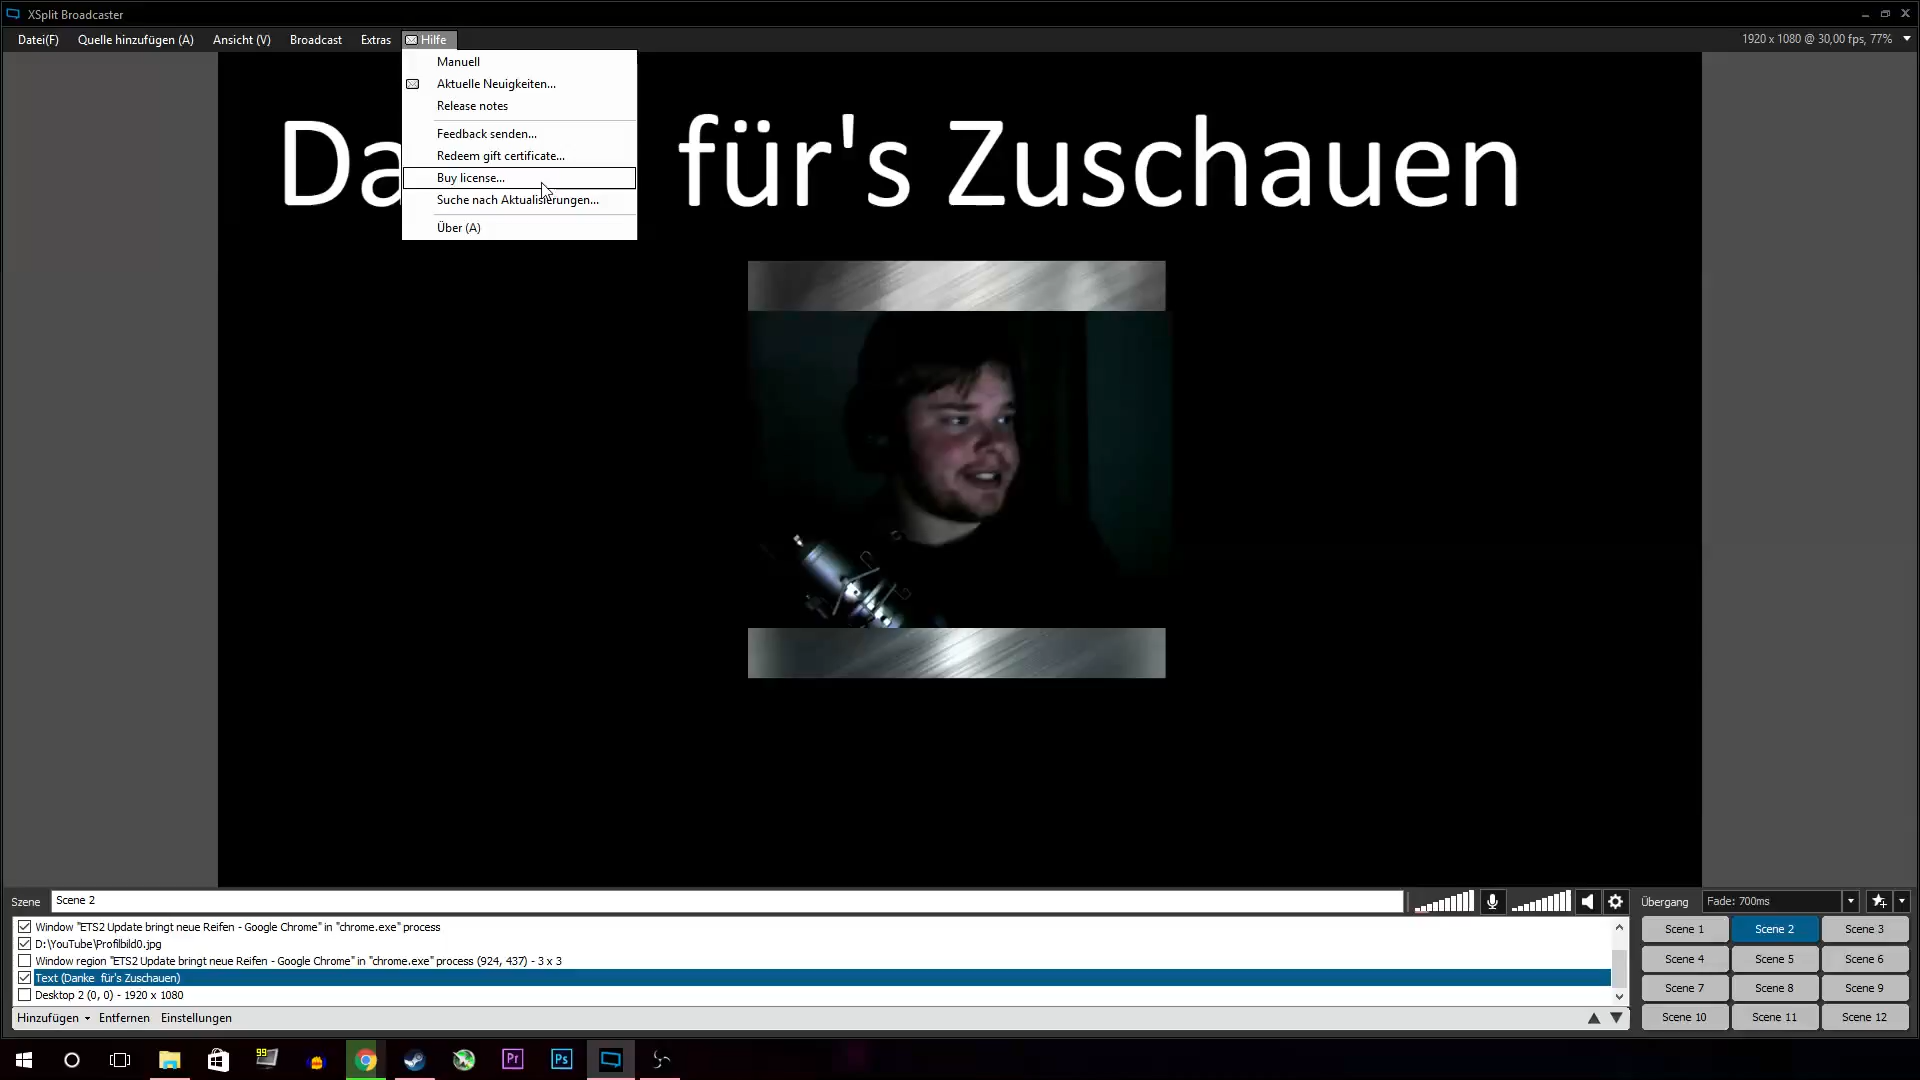 XSplit Broadcaster
Datei(F) Quelle hinzufügen (A) Ansicht (V) Broadcast Extras Hilfe 1920 x 1080 @ 30,00 fps, 77%
Manuell
Aktuelle Neuigkeiten...
Release notes
Feedback senden...
Redeem gift certificate...
Buy license...
Suche nach Aktualisierungen...
Über (A)
Da für's Zuschauen
Szene Scene 2 Übergang Fade: 700ms
Window "ETS2 Update bringt neue Reifen - Google Chrome" in "chrome.exe" process
D:\YouTube\Profilbild0.jpg
Window region "ETS2 Update bringt neue Reifen - Google Chrome" in "chrome.exe" process (924, 437) - 3 x 3
Text (Danke  für's Zuschauen)
Desktop 2 (0, 0) - 1920 x 1080
Hinzufügen Entfernen Einstellungen
Scene 1 Scene 2 Scene 3
Scene 4 Scene 5 Scene 6
Scene 7 Scene 8 Scene 9
Scene 10 Scene 11 Scene 12
99 Pr Ps